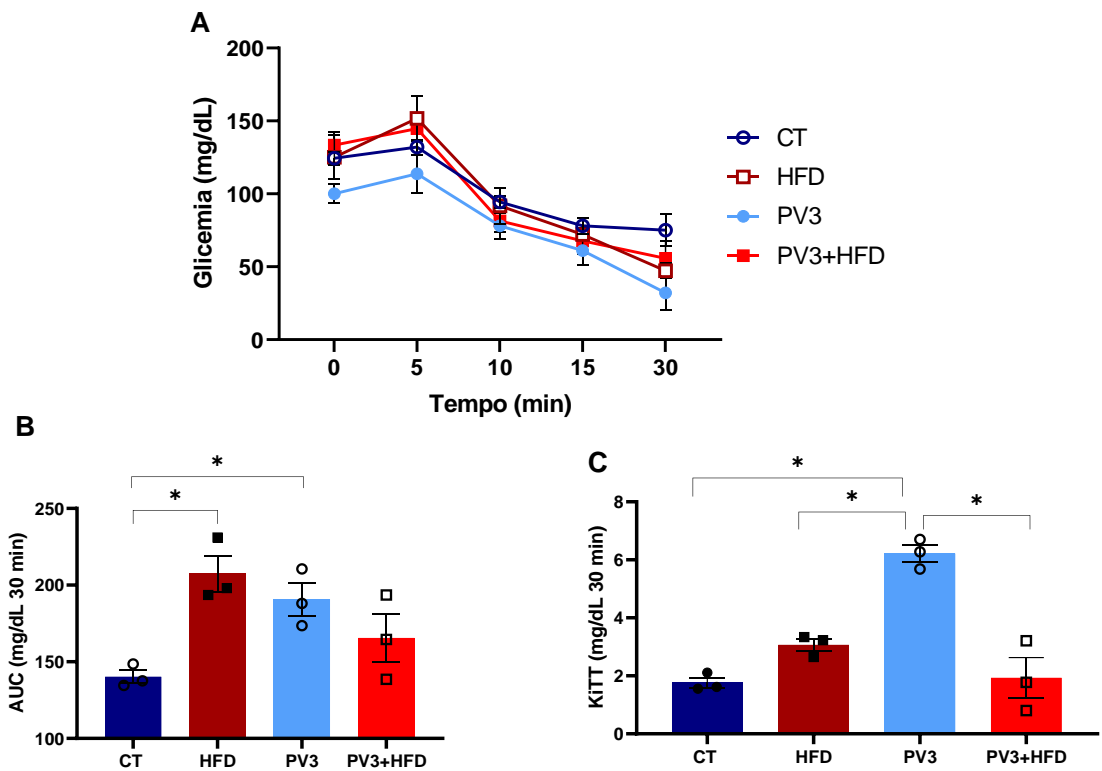 A
200
150
100
50
0
Glicemia (mg/dL)
0 5 10 15 30
Tempo (min)
CT
HFD
PV3
PV3+HFD
B
*
*
250
200
150
100
AUC (mg/dL 30 min)
CT HFD PV3 PV3+HFD
C
*
* *
8
6
4
2
0
KiTT (mg/dL 30 min)
CT HFD PV3 PV3+HFD